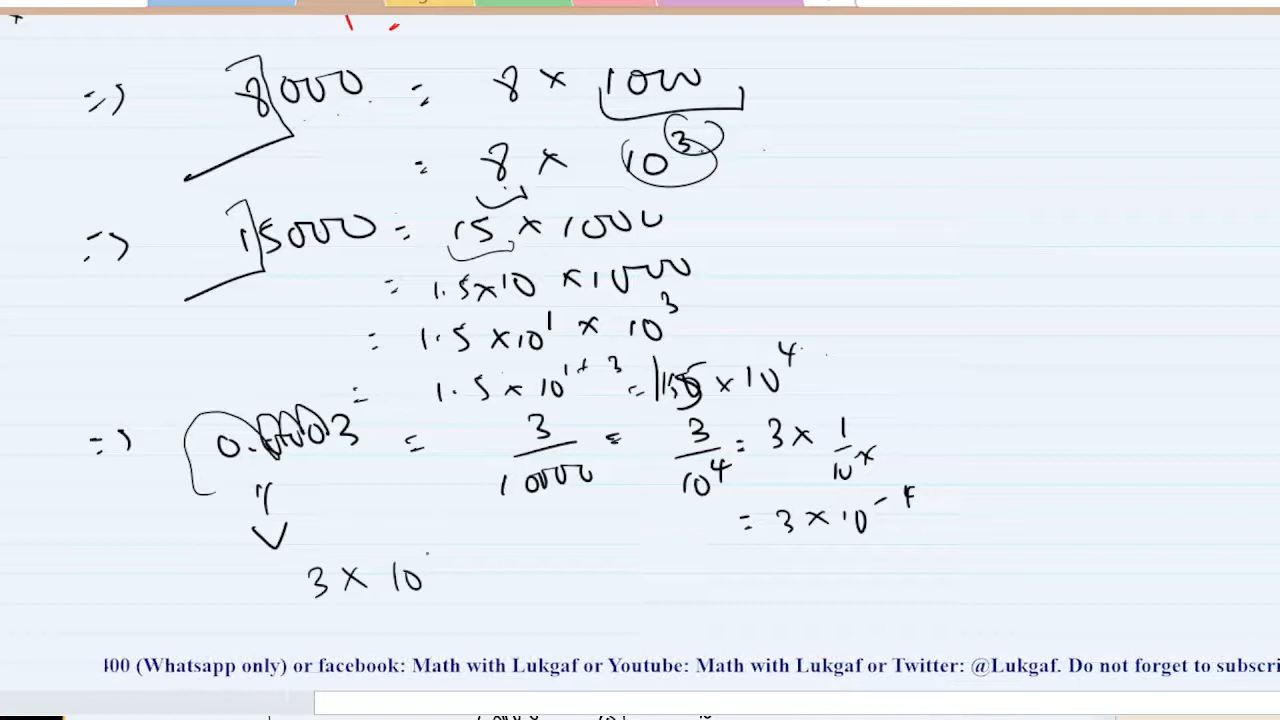 => 8000 = 8 × 1000
= 8 × 10³
=> 15000 = 15 × 1000
= 1.5×10 ×1000
= 1.5 ×10¹ × 10³
= 1.5 × 10¹⁺³ = 1.5 × 10⁴
=> 0.0003 = 3/10000 = 3/10⁴ = 3 × 1/10⁴
= 3 × 10⁻⁴
3 × 10
400 (Whatsapp only) or facebook: Math with Lukgaf or Youtube: Math with Lukgaf or Twitter: @Lukgaf. Do not forget to subscri